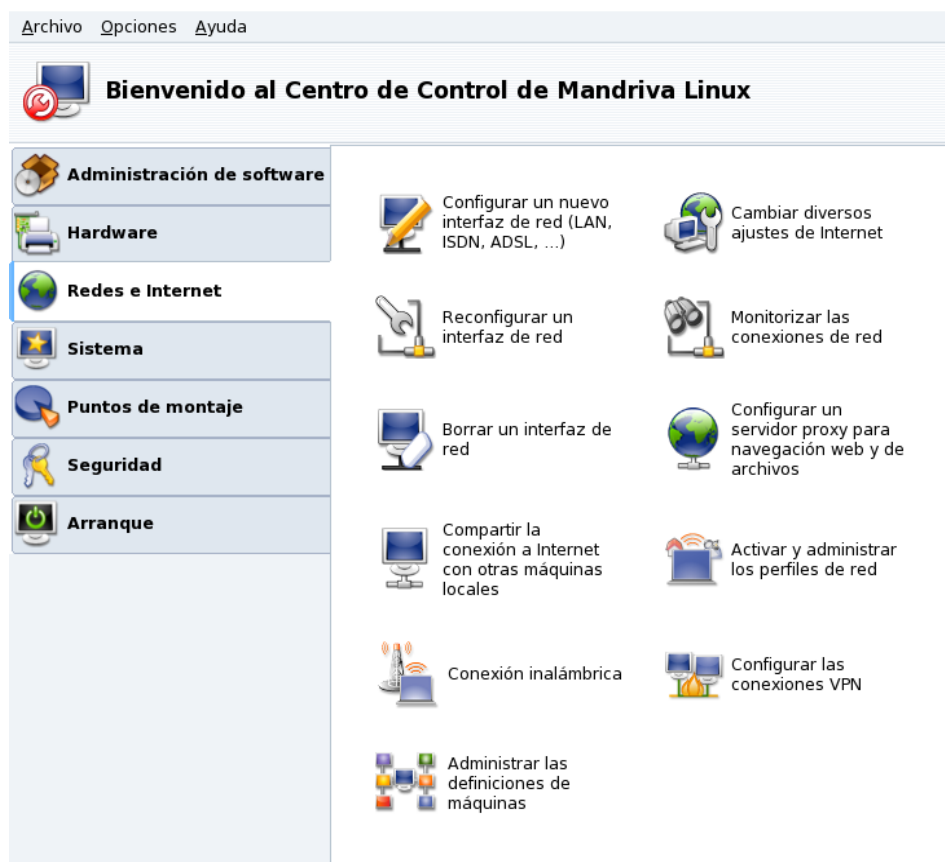 Archivo Opciones Ayuda
Bienvenido al Centro de Control de Mandriva Linux
Administración de software
Hardware
Redes e Internet
Sistema
Puntos de montaje
Seguridad
Arranque
Configurar un nuevo
interfaz de red (LAN,
ISDN, ADSL, ...)
Cambiar diversos
ajustes de Internet
Reconfigurar un
interfaz de red
Monitorizar las
conexiones de red
Borrar un interfaz de
red
Configurar un
servidor proxy para
navegación web y de
archivos
Compartir la
conexión a Internet
con otras máquinas
locales
Activar y administrar
los perfiles de red
Conexión inalámbrica
Configurar las
conexiones VPN
Administrar las
definiciones de
máquinas